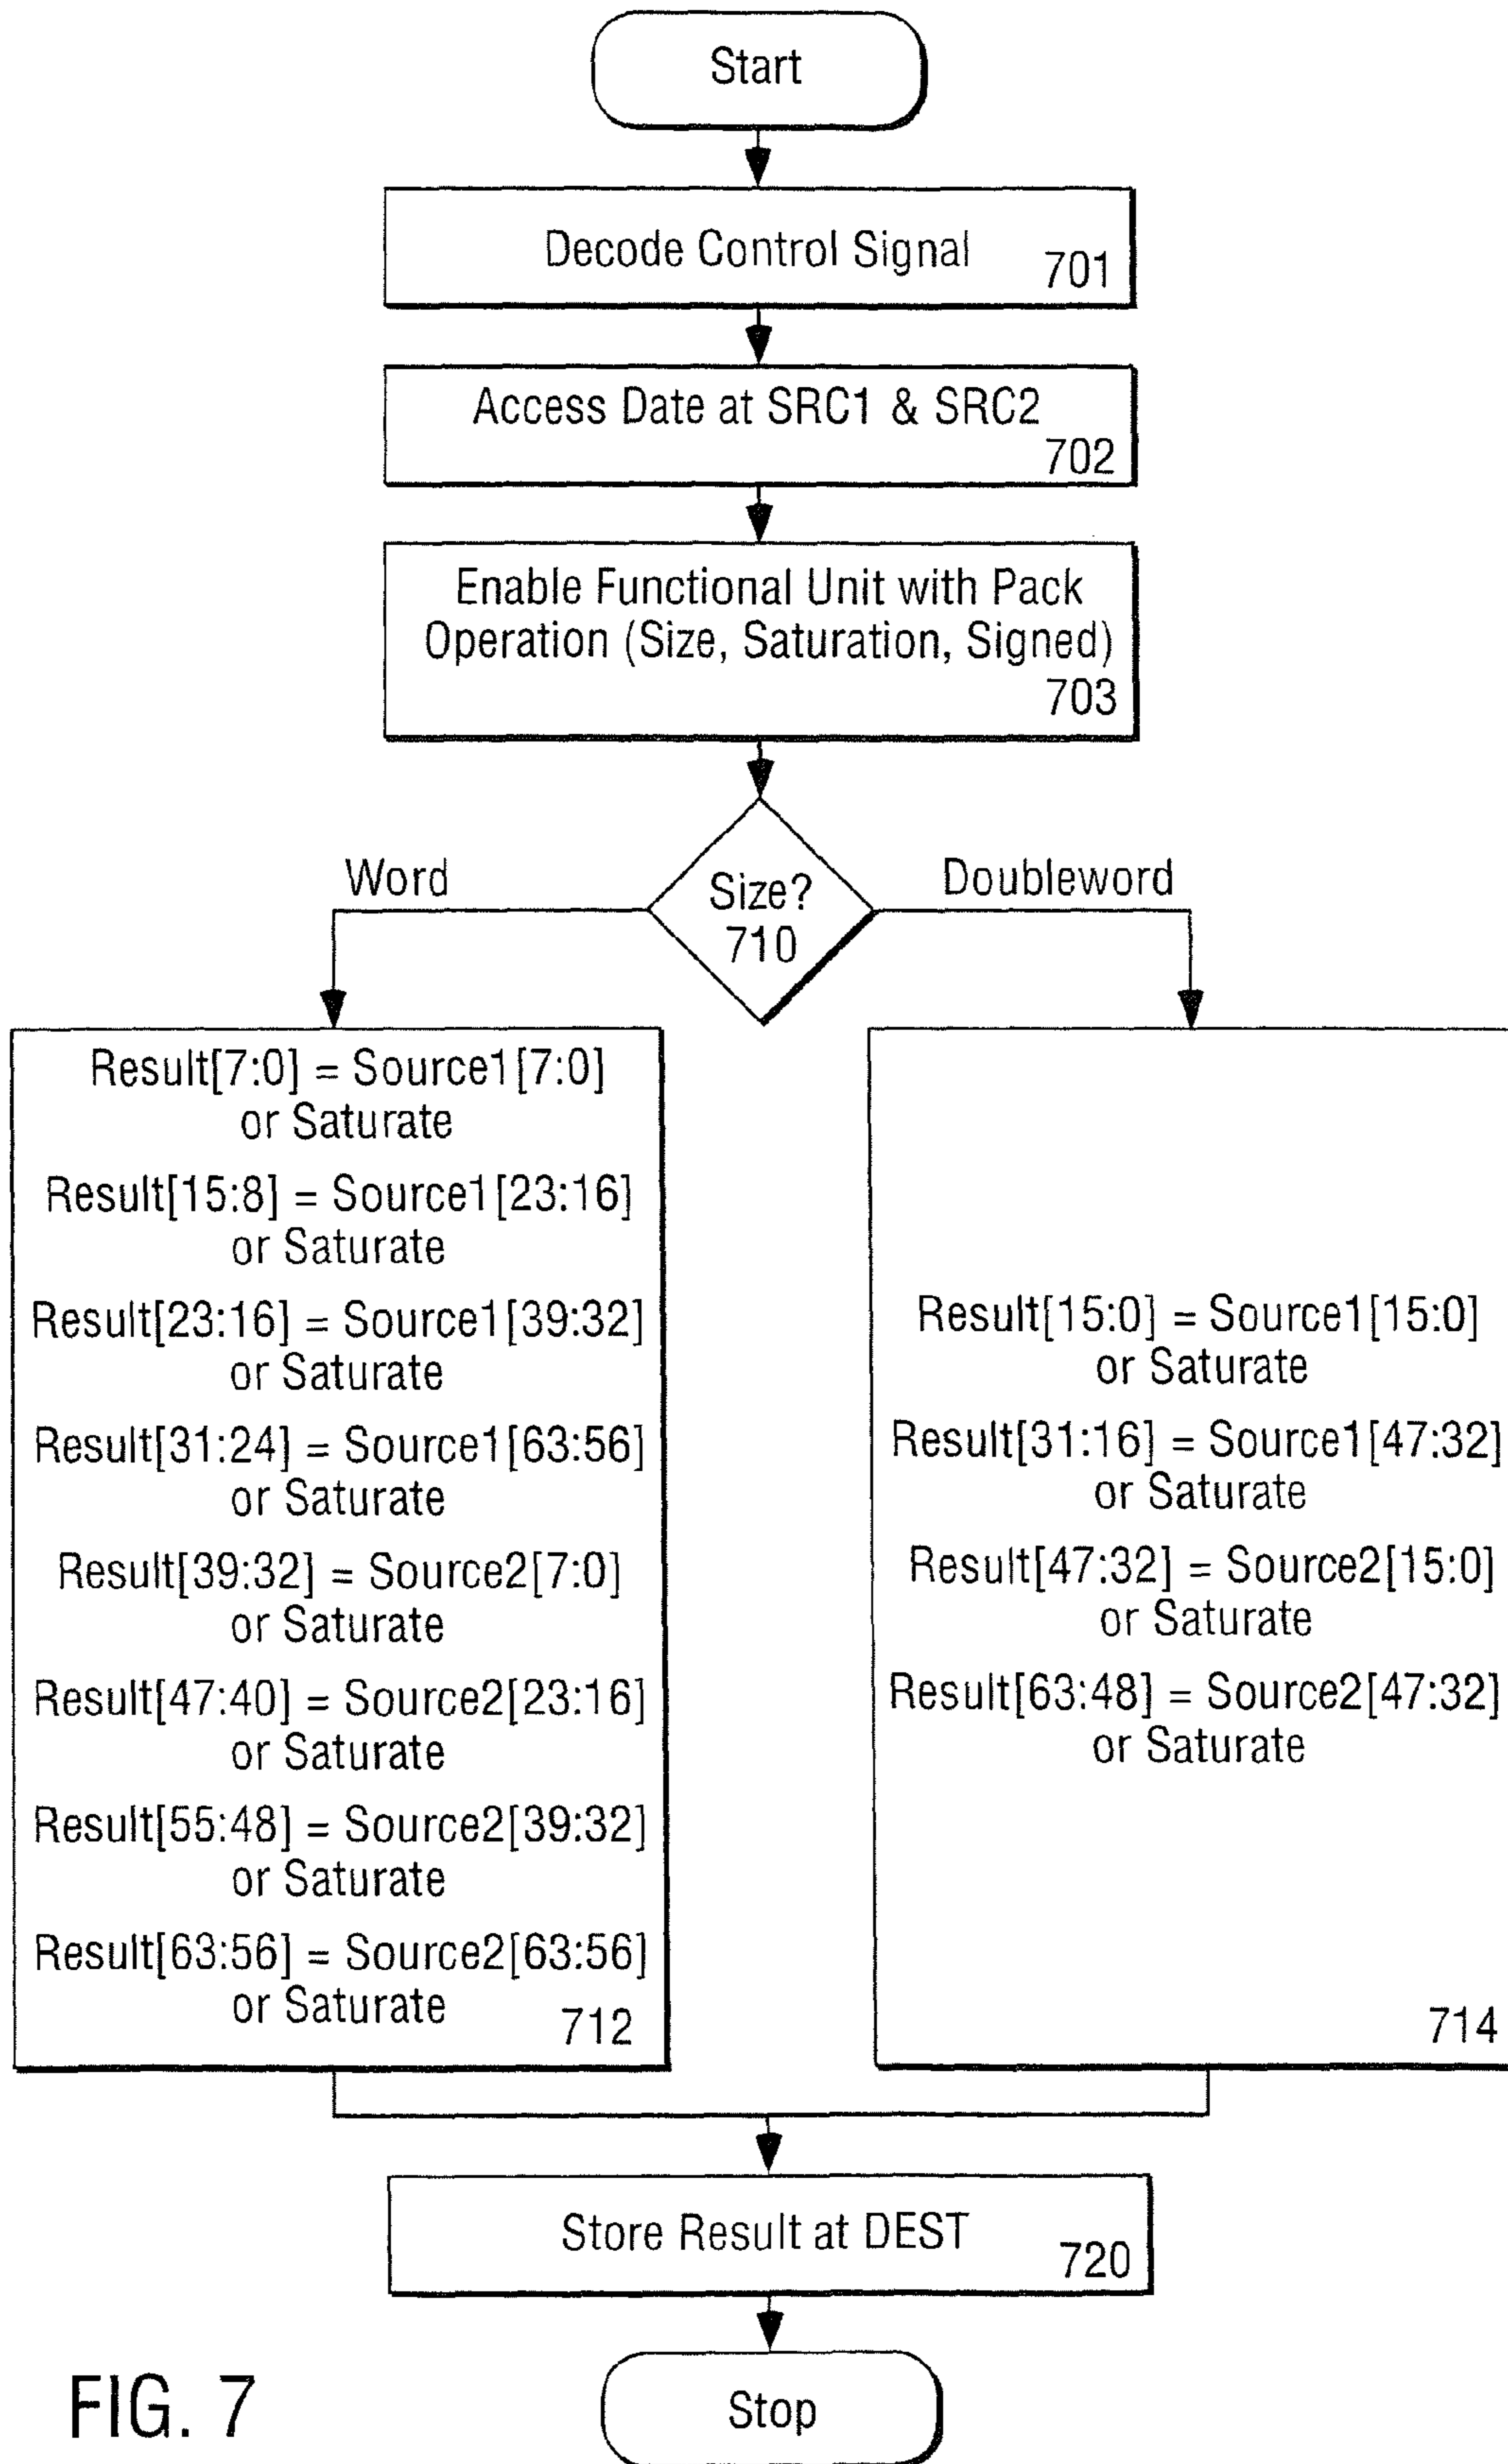 Start
Decode Control Signal
701
Access Date at SRC1 & SRC2
702
Enable Functional Unit with Pack
Operation (Size, Saturation, Signed)
703
Size?
710
Word
Doubleword
Result[7:0] = Source1[7:0]
or Saturate
Result[15:8] = Source1[23:16]
or Saturate
Result[23:16] = Source1[39:32]
or Saturate
Result[31:24] = Source1[63:56]
or Saturate
Result[39:32] = Source2[7:0]
or Saturate
Result[47:40] = Source2[23:16]
or Saturate
Result[55:48] = Source2[39:32]
or Saturate
Result[63:56] = Source2[63:56]
or Saturate
712
Result[15:0] = Source1[15:0]
or Saturate
Result[31:16] = Source1[47:32]
or Saturate
Result[47:32] = Source2[15:0]
or Saturate
Result[63:48] = Source2[47:32]
or Saturate
714
Store Result at DEST
720
Stop
FIG. 7